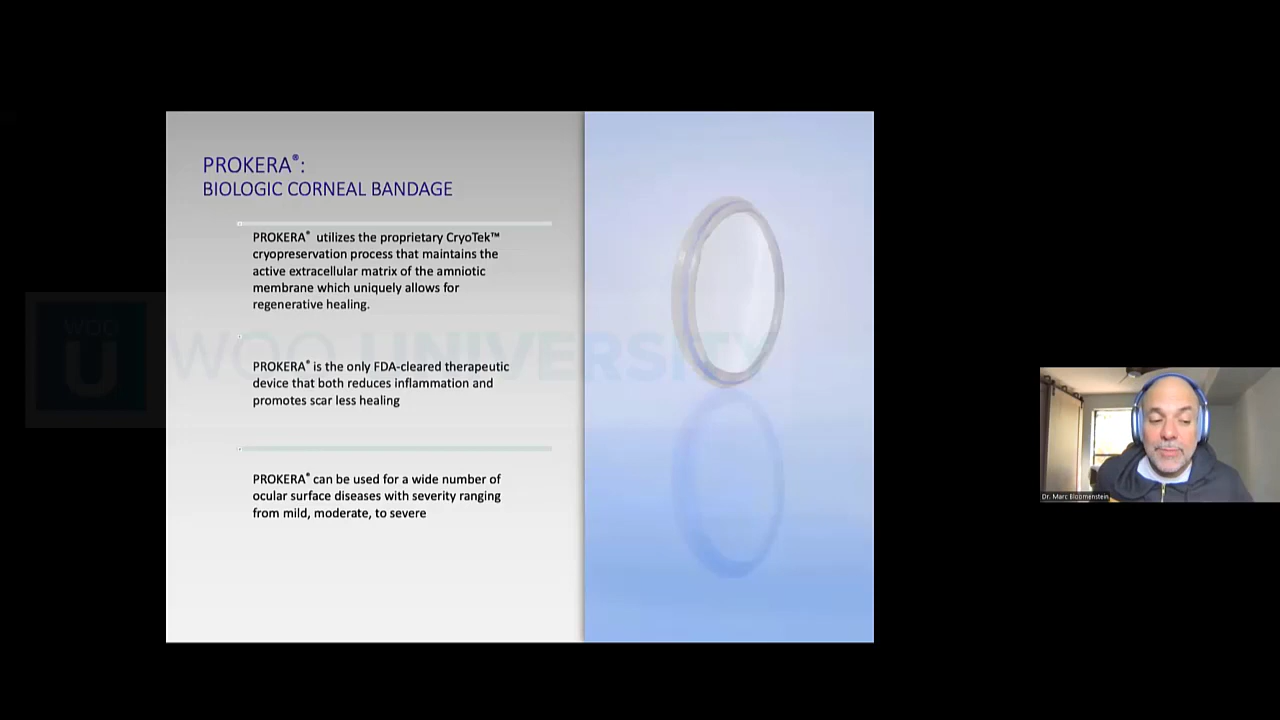 PROKERA®:
BIOLOGIC CORNEAL BANDAGE
PROKERA® utilizes the proprietary CryoTek™
cryopreservation process that maintains the
active extracellular matrix of the amniotic
membrane which uniquely allows for
regenerative healing.
WOO
U
WOO UNIVERSITY
PROKERA® is the only FDA-cleared therapeutic
device that both reduces inflammation and
promotes scar less healing
PROKERA® can be used for a wide number of
ocular surface diseases with severity ranging
from mild, moderate, to severe
Dr. Marc Bloomenstein